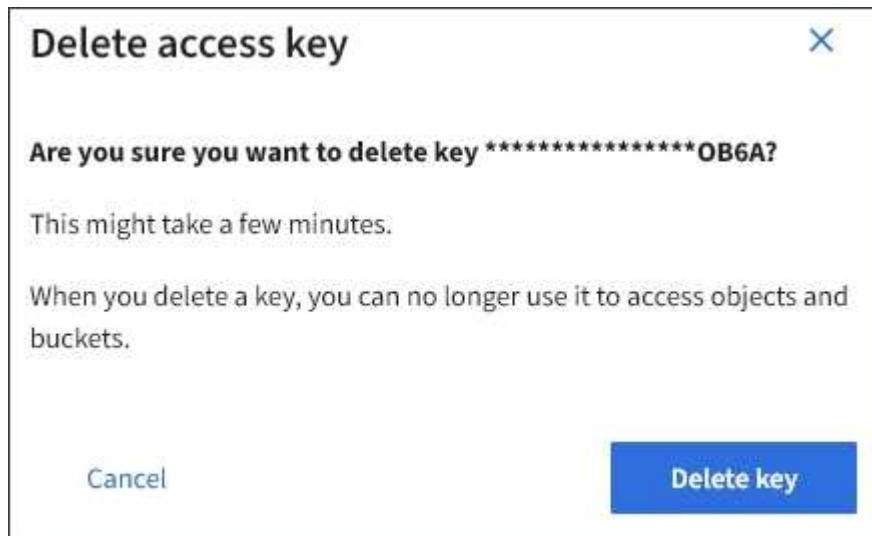 Delete access key
Are you sure you want to delete key ****************OB6A?
This might take a few minutes.
When you delete a key, you can no longer use it to access objects and
buckets.
Cancel
Delete key